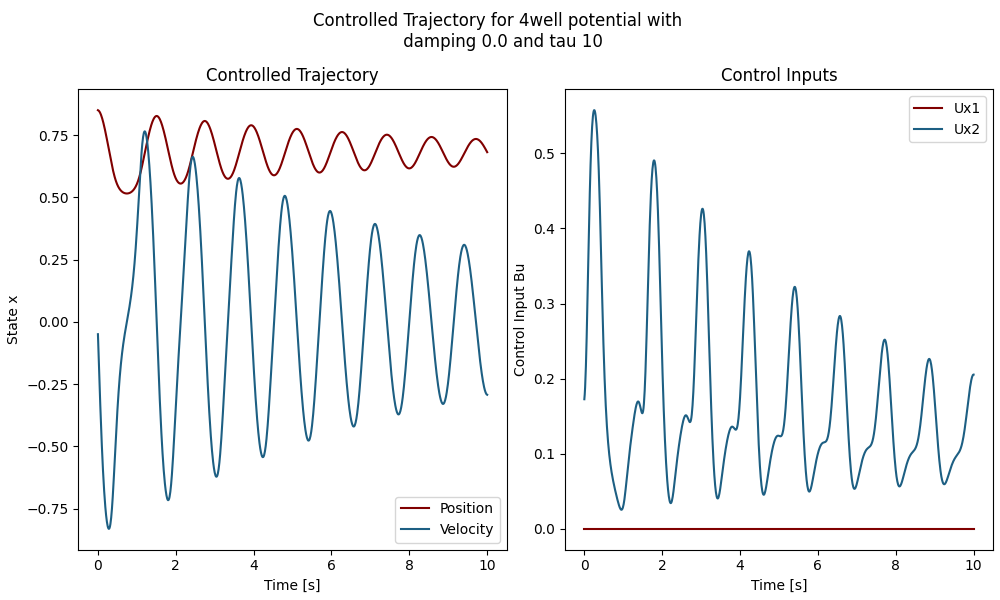 Controlled Trajectory for 4well potential with
damping 0.0 and tau 10
Controlled Trajectory
State x
0.75
0.50
0.25
0.00
−0.25
−0.50
−0.75
0
2
4
6
8
10
Time [s]
Position
Velocity
Control Inputs
Control Input Bu
0.5
0.4
0.3
0.2
0.1
0.0
0
2
4
6
8
10
Time [s]
Ux1
Ux2